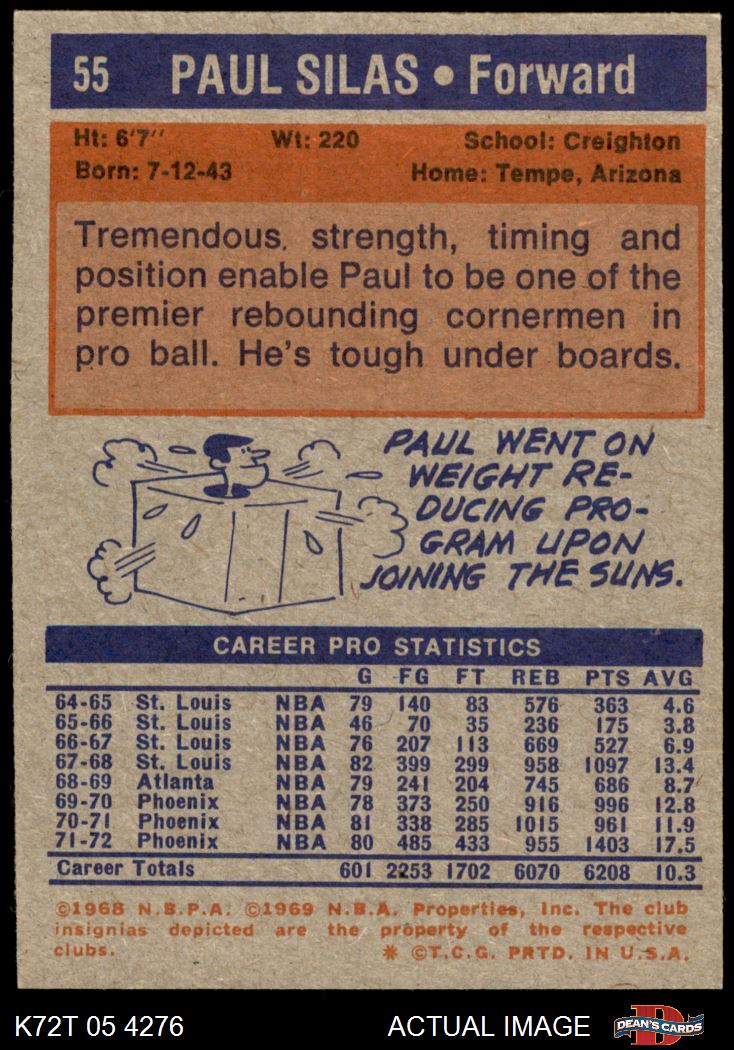 55 PAUL SILAS • Forward
Ht: 6'7'' Wt: 220 School: Creighton
Born: 7-12-43 Home: Tempe, Arizona
Tremendous strength, timing and
position enable Paul to be one of the
premier rebounding cornermen in
pro ball. He's tough under boards.
PAUL WENT ON
WEIGHT RE-
DUCING PRO-
GRAM UPON
JOINING THE SUNS.
CAREER PRO STATISTICS
G FG FT REB PTS AVG
64-65 St. Louis NBA 79 140 83 576 363 4.6
65-66 St. Louis NBA 46 70 35 236 175 3.8
66-67 St. Louis NBA 76 207 113 669 527 6.9
67-68 St. Louis NBA 82 399 299 958 1097 13.4
68-69 Atlanta NBA 79 241 204 745 686 8.7
69-70 Phoenix NBA 78 373 250 916 996 12.8
70-71 Phoenix NBA 81 338 285 1015 961 11.9
71-72 Phoenix NBA 80 485 433 955 1403 17.5
Career Totals 601 2253 1702 6070 6208 10.3
©1968 N.B.P.A. ©1969 N.B.A. Properties, Inc. The club
insignias depicted are the property of the respective
clubs. * ©T.C.G. PRTD. IN U.S.A.
K72T 05 4276 ACTUAL IMAGE D DEAN'S CARDS